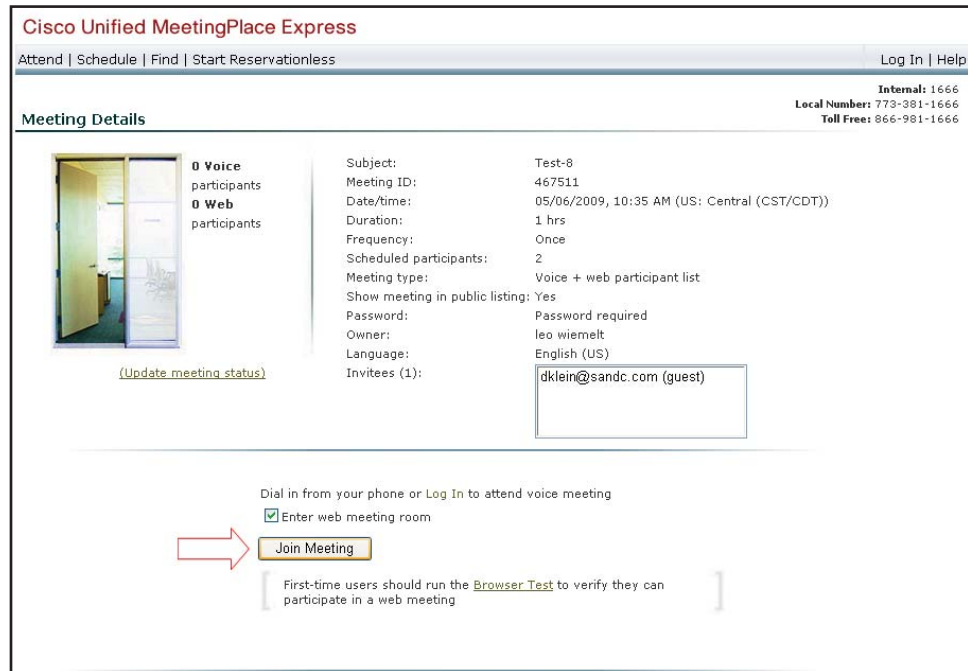 Cisco Unified MeetingPlace Express
Attend | Schedule | Find | Start Reservationless
Log In | Help
Internal: 1666
Local Number: 773-381-1666
Toll Free: 866-981-1666
Meeting Details
0 Voice
participants
0 Web
participants
(Update meeting status)
Subject: Test-8
Meeting ID: 467511
Date/time: 05/06/2009, 10:35 AM (US: Central (CST/CDT))
Duration: 1 hrs
Frequency: Once
Scheduled participants: 2
Meeting type: Voice + web participant list
Show meeting in public listing: Yes
Password: Password required
Owner: leo wiemelt
Language: English (US)
Invitees (1): dklein@sandc.com (guest)
Dial in from your phone or Log In to attend voice meeting
Enter web meeting room
Join Meeting
First-time users should run the Browser Test to verify they can
participate in a web meeting